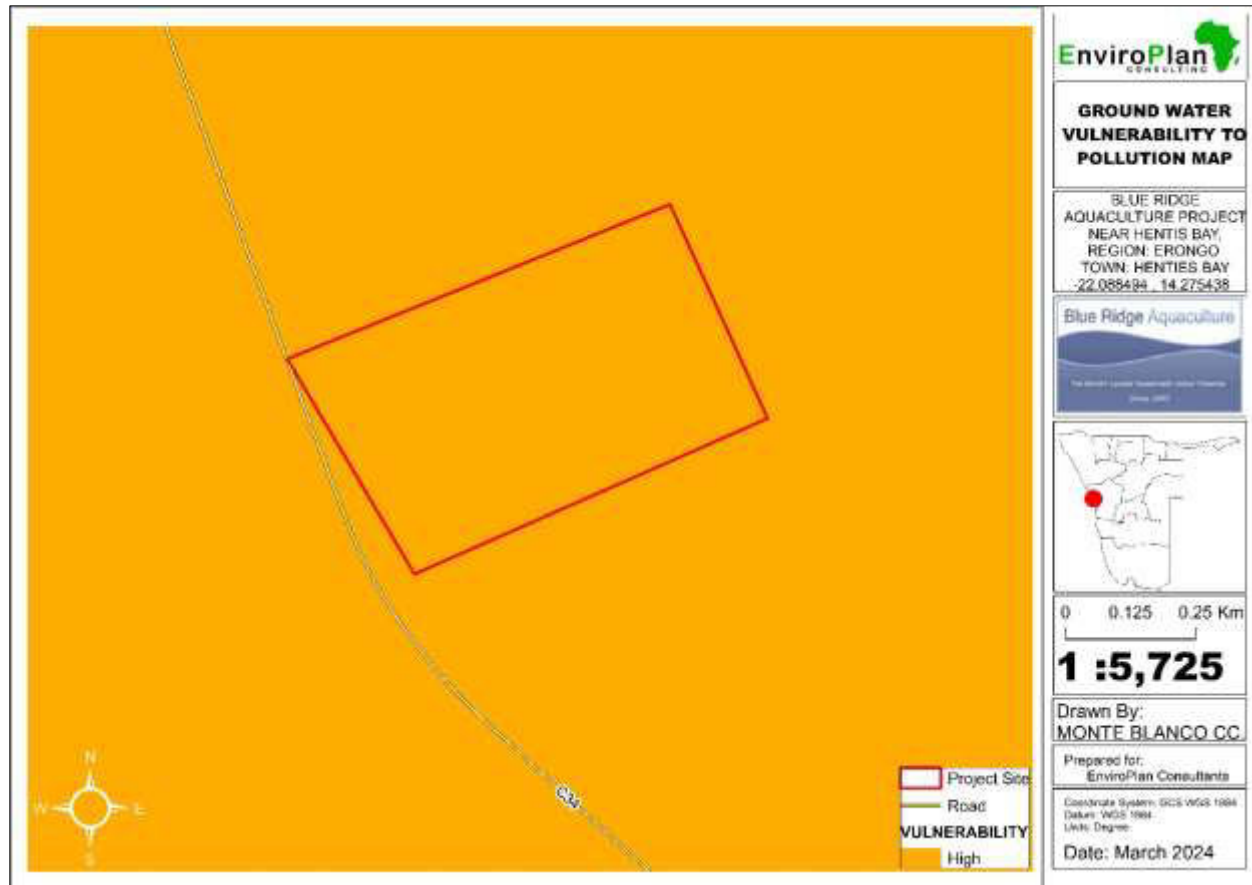 EnviroPlan
CONSULTING
GROUND WATER
VULNERABILITY TO
POLLUTION MAP
BLUE RIDGE
AQUACULTURE PROJECT
NEAR HENTIS BAY,
REGION: ERONGO
TOWN: HENTIES BAY
-22.088494 , 14.275438
Blue Ridge Aquaculture
0 0.125 0.25 Km
1 :5,725
Drawn By:
MONTE BLANCO CC.
Prepared for:
EnviroPlan Consultants
Coordinate System: GCS WGS 1984
Datum: WGS 1984
Units: Degree
Date: March 2024
N
W E
S
C34
Project Site
Road
VULNERABILITY
High